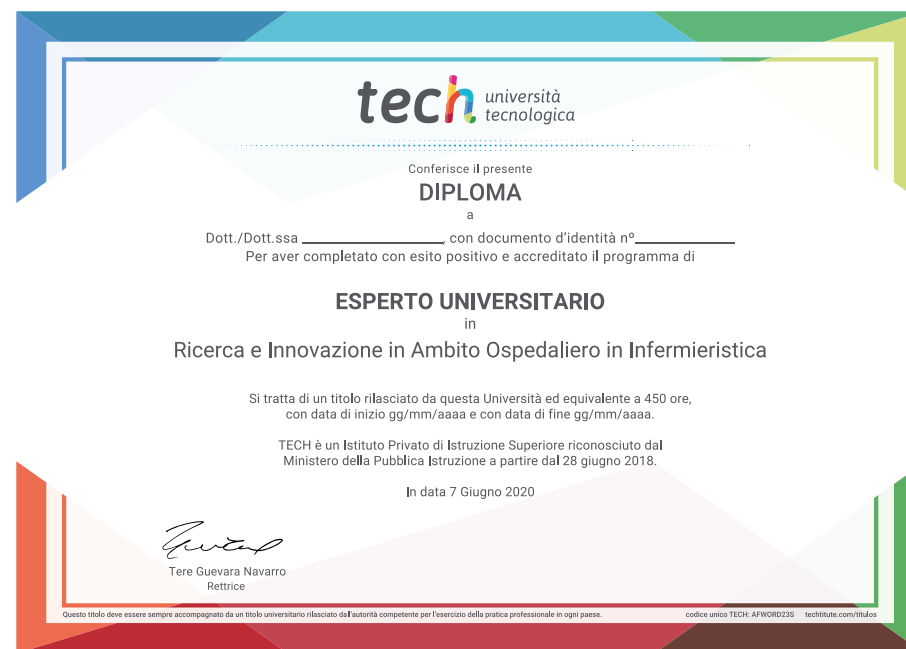 tech università
tecnologica
Conferisce il presente
DIPLOMA
a
Dott./Dott.ssa ____________________, con documento d'identità nº______________
Per aver completato con esito positivo e accreditato il programma di
ESPERTO UNIVERSITARIO
in
Ricerca e Innovazione in Ambito Ospedaliero in Infermieristica
Si tratta di un titolo rilasciato da questa Università ed equivalente a 450 ore,
con data di inizio gg/mm/aaaa e con data di fine gg/mm/aaaa.
TECH è un Istituto Privato di Istruzione Superiore riconosciuto dal
Ministero della Pubblica Istruzione a partire dal 28 giugno 2018.
In data 7 Giugno 2020
Tere Guevara Navarro
Rettrice
Questo titolo deve essere sempre accompagnato da un titolo universitario rilasciato dall'autorità competente per l'esercizio della pratica professionale in ogni paese. codice unico TECH: AFWORD23S techtitute.com/titulos